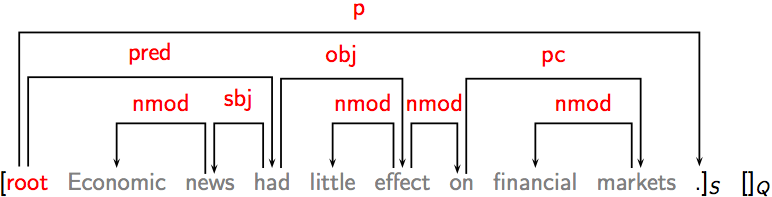 p
pred obj pc
nmod sbj nmod nmod nmod
[root Economic news had little effect on financial markets .]S []Q